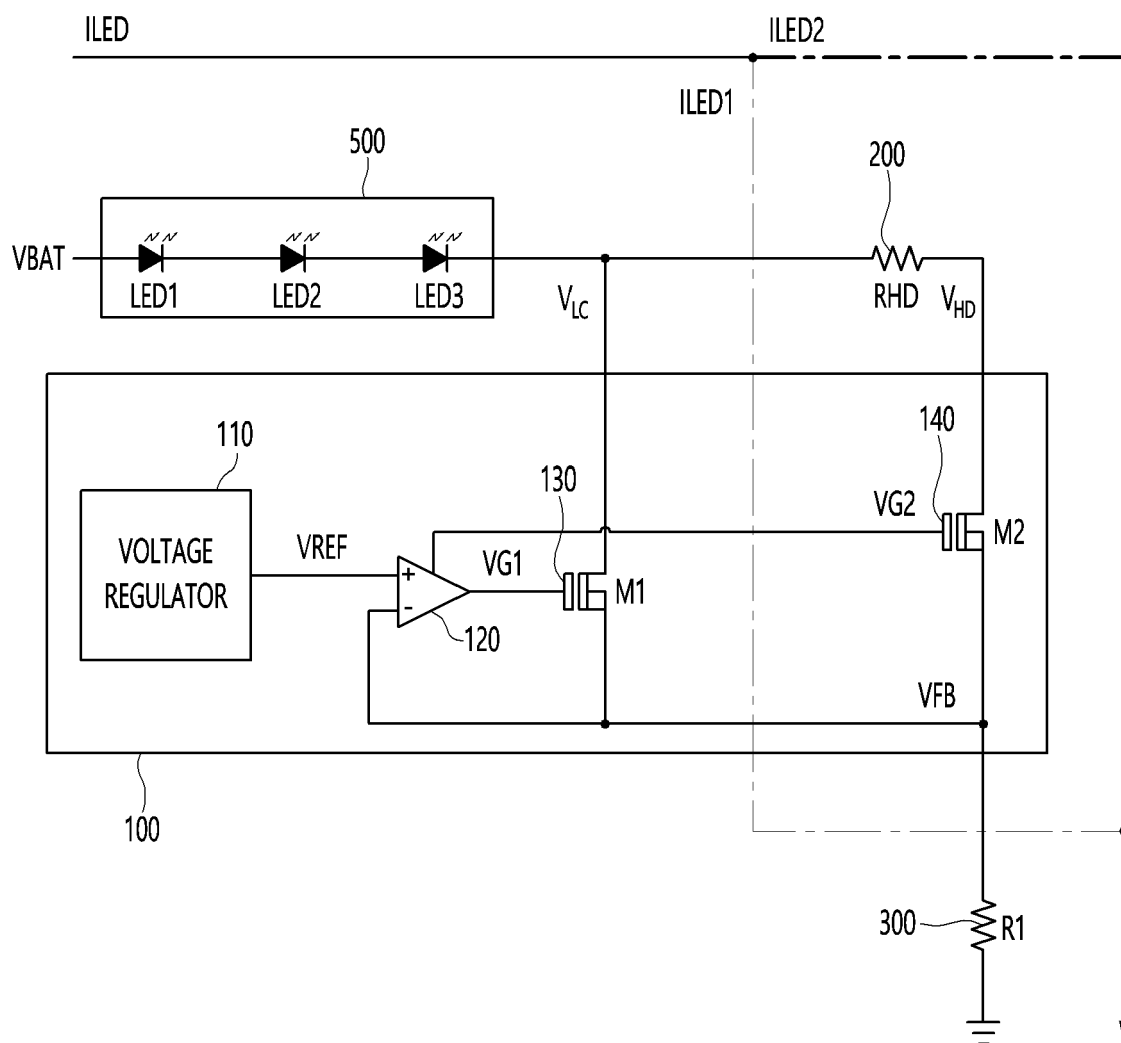 ILED
ILED2
ILED1
500
200
VBAT
LED1
LED2
LED3
RHD
VLC
VHD
110
130
140
VOLTAGE
REGULATOR
VREF
VG1
VG2
+
-
M1
M2
120
VFB
100
300
R1